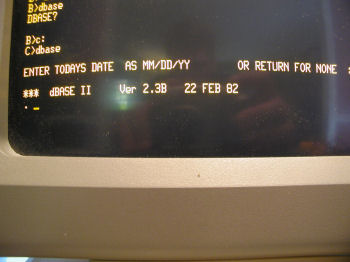 B>dbase
DBASE?
B>c:
C>dbase
ENTER TODAYS DATE AS MM/DD/YY OR RETURN FOR NONE :
*** dBASE II Ver 2.3B 22 FEB 82
. _